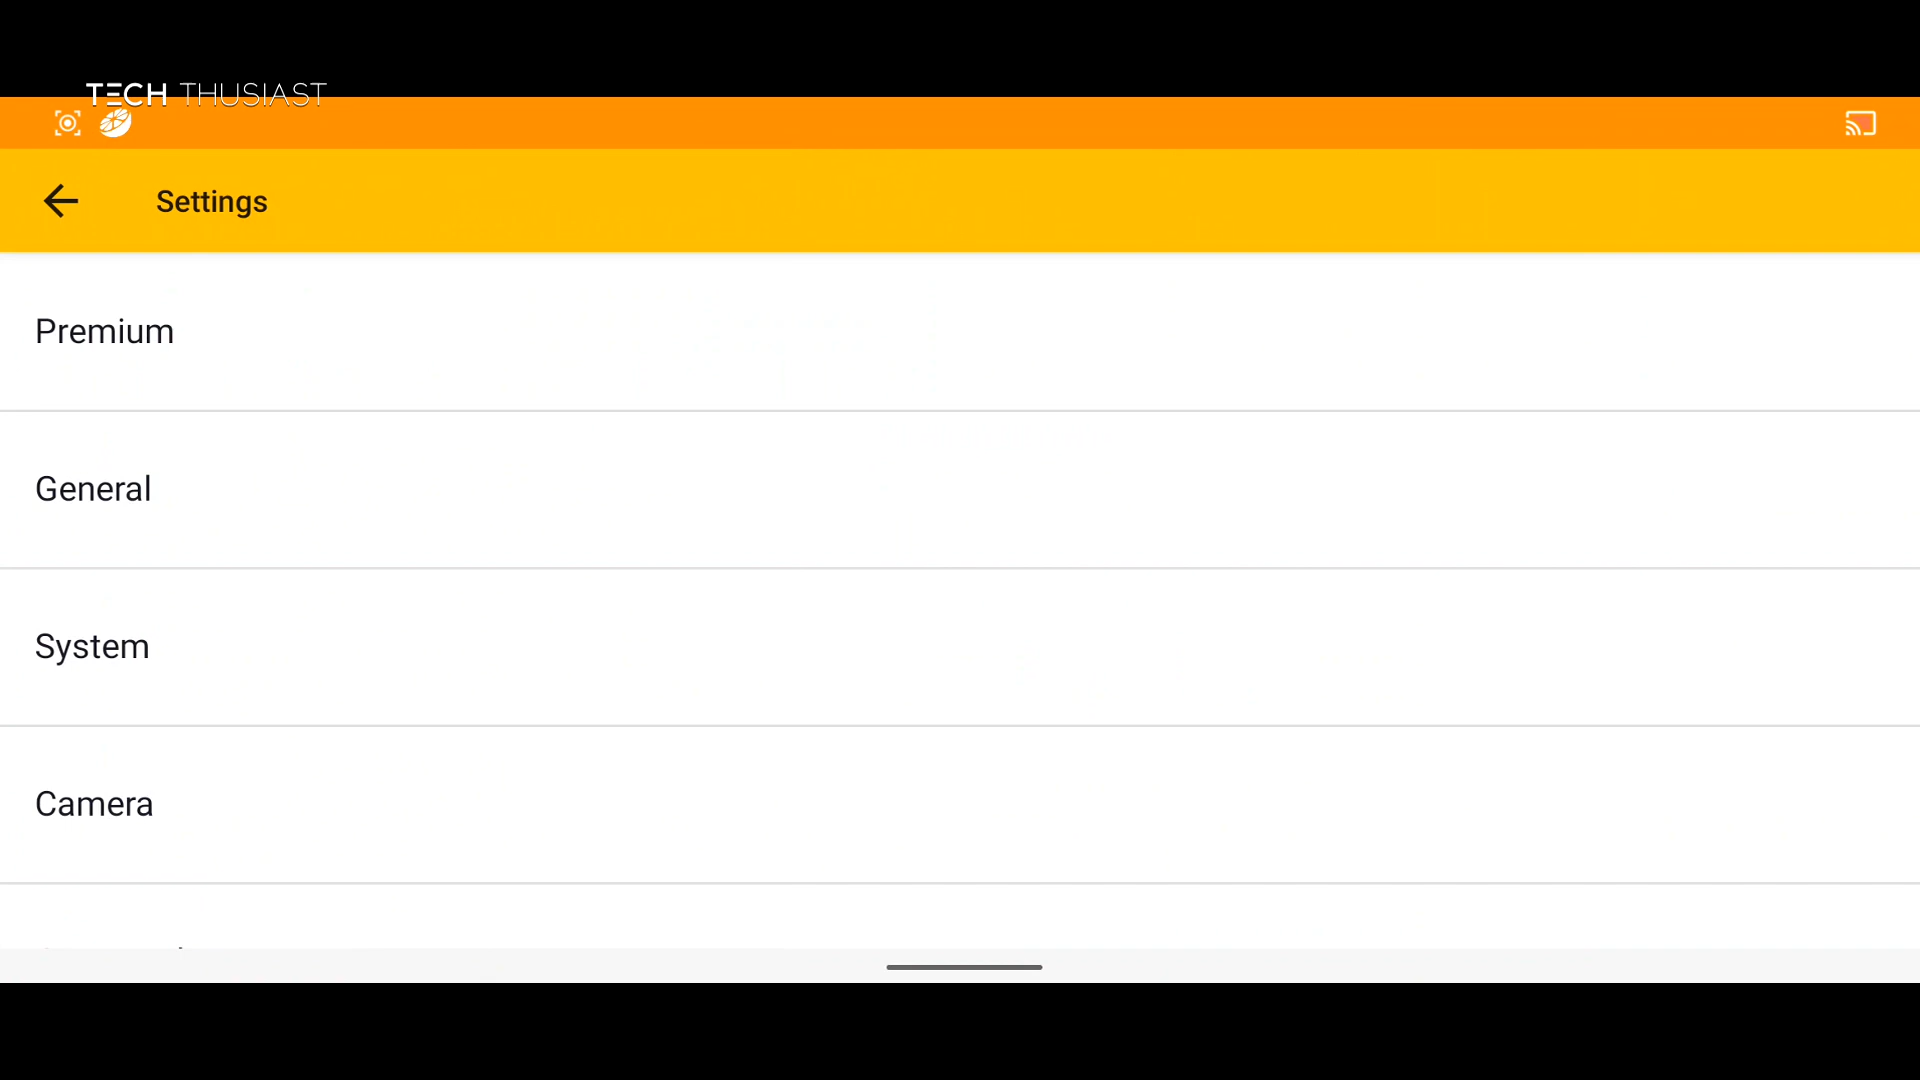 TECH THUSIAST
Settings
Premium
General
System
Camera